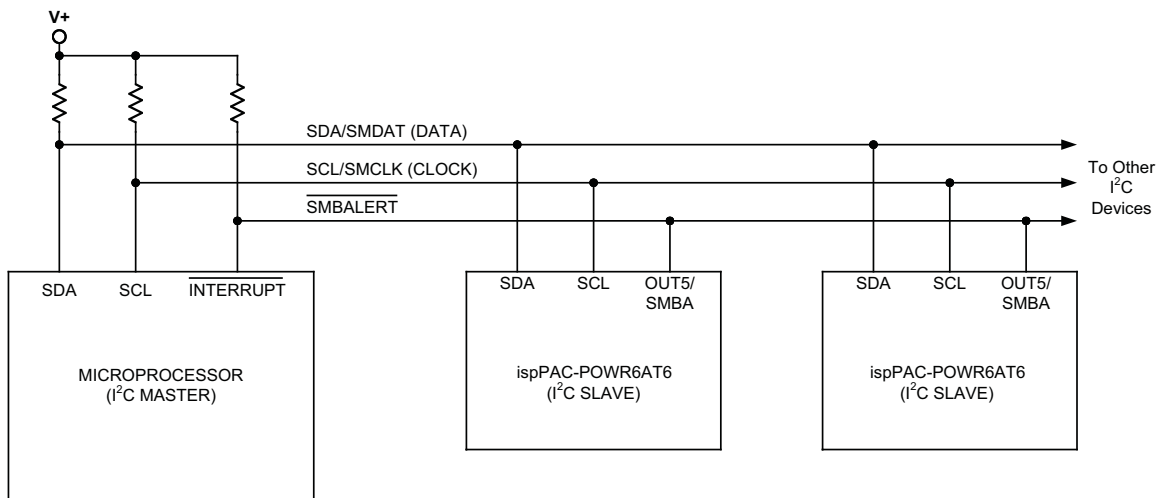 V+
SDA/SMDAT (DATA)
SCL/SMCLK (CLOCK)
SMBALERT
To Other
I²C
Devices
SDA SCL INTERRUPT
MICROPROCESSOR
(I²C MASTER)
SDA SCL OUT5/
SMBA
ispPAC-POWR6AT6
(I²C SLAVE)
SDA SCL OUT5/
SMBA
ispPAC-POWR6AT6
(I²C SLAVE)